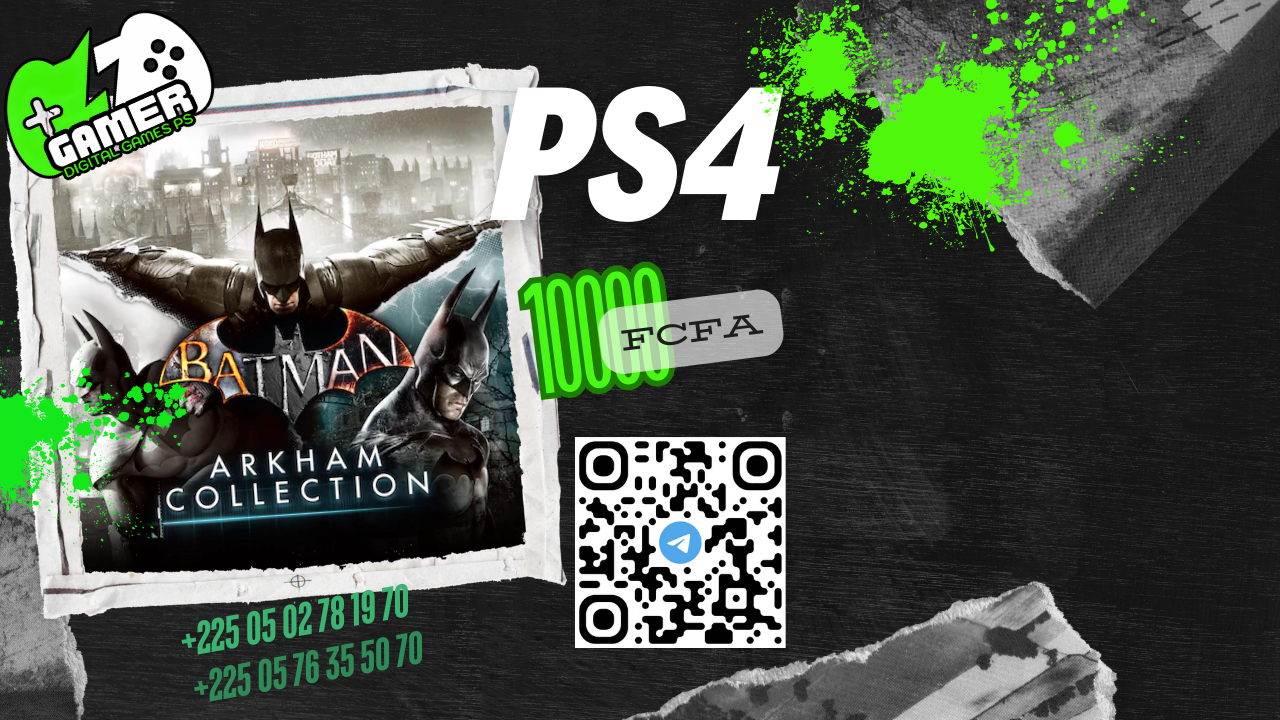 +
GAMER
DIGITAL GAMES PS
PS4
10000
FCFA
BATMAN
ARKHAM
COLLECTION
+225 05 02 78 19 70
+225 05 76 35 50 70